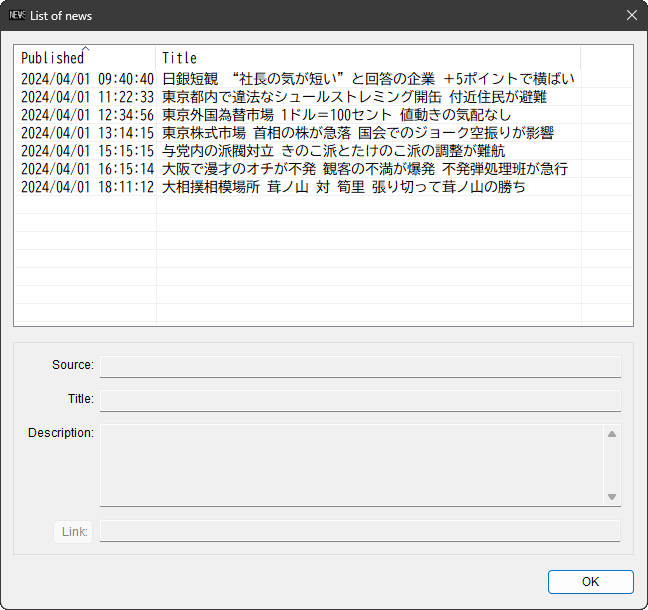 NEWS List of news
Published Title
2024/04/01 09:40:40 日銀短観 “社長の気が短い”と回答の企業 +5ポイントで横ばい
2024/04/01 11:22:33 東京都内で違法なシュールストレミング開缶 付近住民が避難
2024/04/01 12:34:56 東京外国為替市場 1ドル=100セント 値動きの気配なし
2024/04/01 13:14:15 東京株式市場 首相の株が急落 国会でのジョーク空振りが影響
2024/04/01 15:15:15 与党内の派閥対立 きのこ派とたけのこ派の調整が難航
2024/04/01 16:15:14 大阪で漫才のオチが不発 観客の不満が爆発 不発弾処理班が急行
2024/04/01 18:11:12 大相撲相模場所 茸ノ山 対 筍里 張り切って茸ノ山の勝ち
Source:
Title:
Description:
Link:
OK